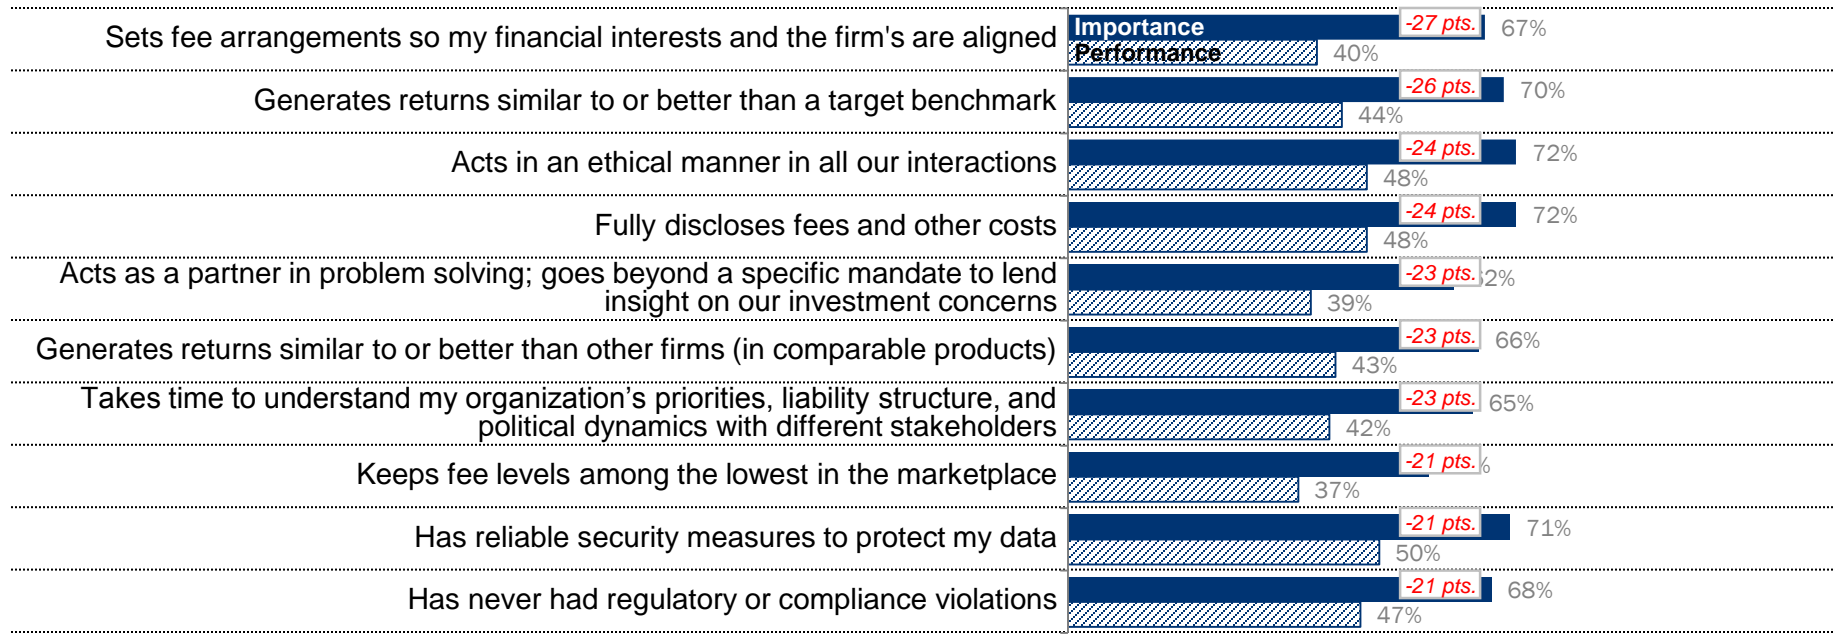 Sets fee arrangements so my financial interests and the firm's are aligned
Importance
-27 pts.
67%
Performance
40%
Generates returns similar to or better than a target benchmark
-26 pts.
70%
44%
Acts in an ethical manner in all our interactions
-24 pts.
72%
48%
Fully discloses fees and other costs
-24 pts.
72%
48%
Acts as a partner in problem solving; goes beyond a specific mandate to lend
insight on our investment concerns
-23 pts.
2%
39%
Generates returns similar to or better than other firms (in comparable products)
-23 pts.
66%
43%
Takes time to understand my organization’s priorities, liability structure, and
political dynamics with different stakeholders
-23 pts.
65%
42%
Keeps fee levels among the lowest in the marketplace
-21 pts.
%
37%
Has reliable security measures to protect my data
-21 pts.
71%
50%
Has never had regulatory or compliance violations
-21 pts.
68%
47%